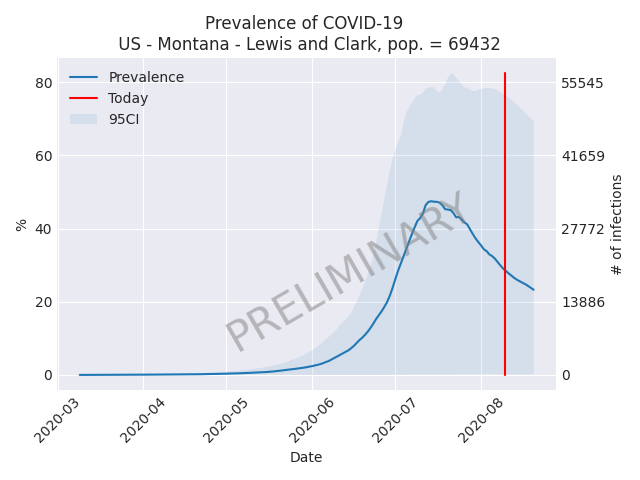 Prevalence of COVID-19
US - Montana - Lewis and Clark, pop. = 69432
Prevalence
Today
95CI
80
60
40
20
0
%
55545
41659
27772
13886
0
# of infections
PRELIMINARY
2020-03
2020-04
2020-05
2020-06
2020-07
2020-08
Date